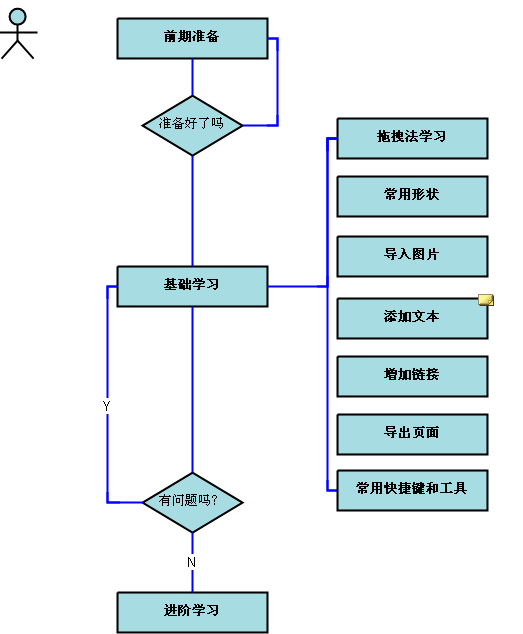 前期准备
准备好了吗
拖拽法学习
常用形状
导入图片
基础学习
添加文本
增加链接
Y
导出页面
常用快捷键和工具
有问题吗?
N
进阶学习